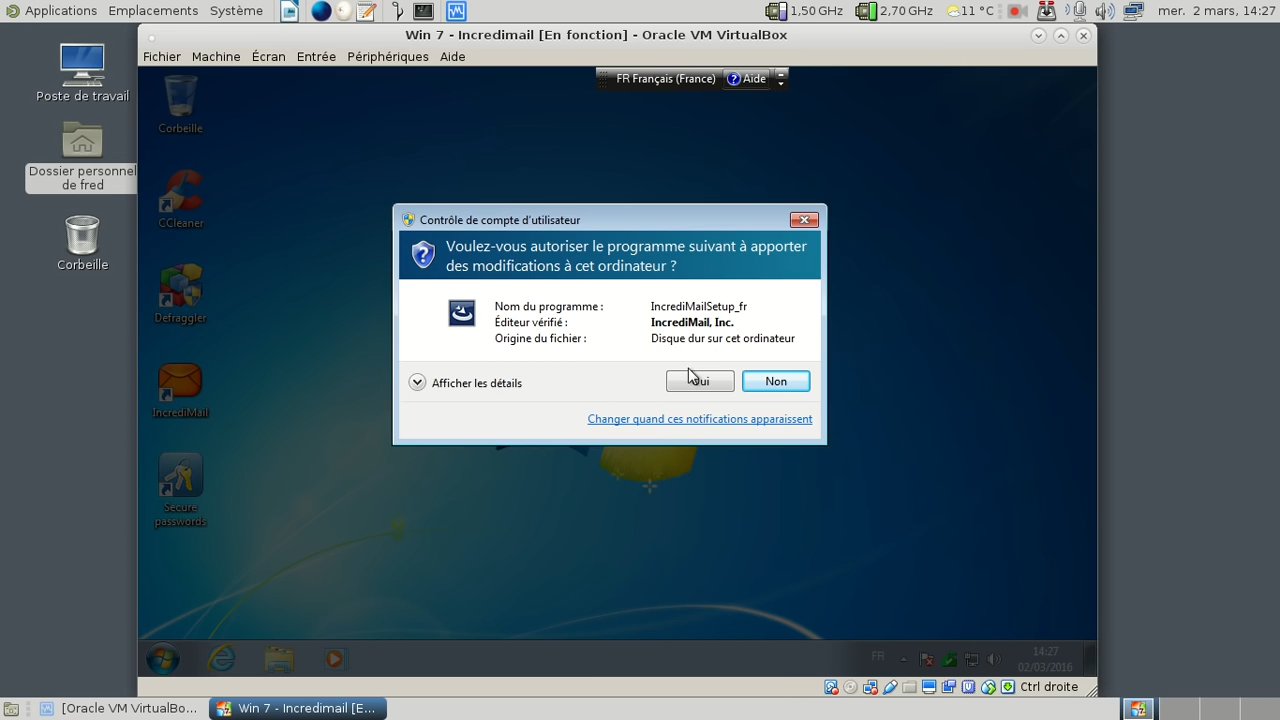 Applications Emplacements Système 1,50 GHz 2,70 GHz 11 °C mer. 2 mars, 14:27
Win 7 - Incredimail [En fonction] - Oracle VM VirtualBox
Fichier Machine Écran Entrée Périphériques Aide
FR Français (France) Aide
Poste de travail
Dossier personnel
de fred
Corbeille
Corbeille
CCleaner
Defraggler
IncrediMail
Secure
passwords
Contrôle de compte d'utilisateur
Voulez-vous autoriser le programme suivant à apporter
des modifications à cet ordinateur ?
Nom du programme : IncrediMailSetup_fr
Éditeur vérifié : IncrediMail, Inc.
Origine du fichier : Disque dur sur cet ordinateur
Afficher les détails Oui Non
Changer quand ces notifications apparaissent
FR 14:27
02/03/2016
Ctrl droite
[Oracle VM VirtualBo... Win 7 - Incredimail [E...